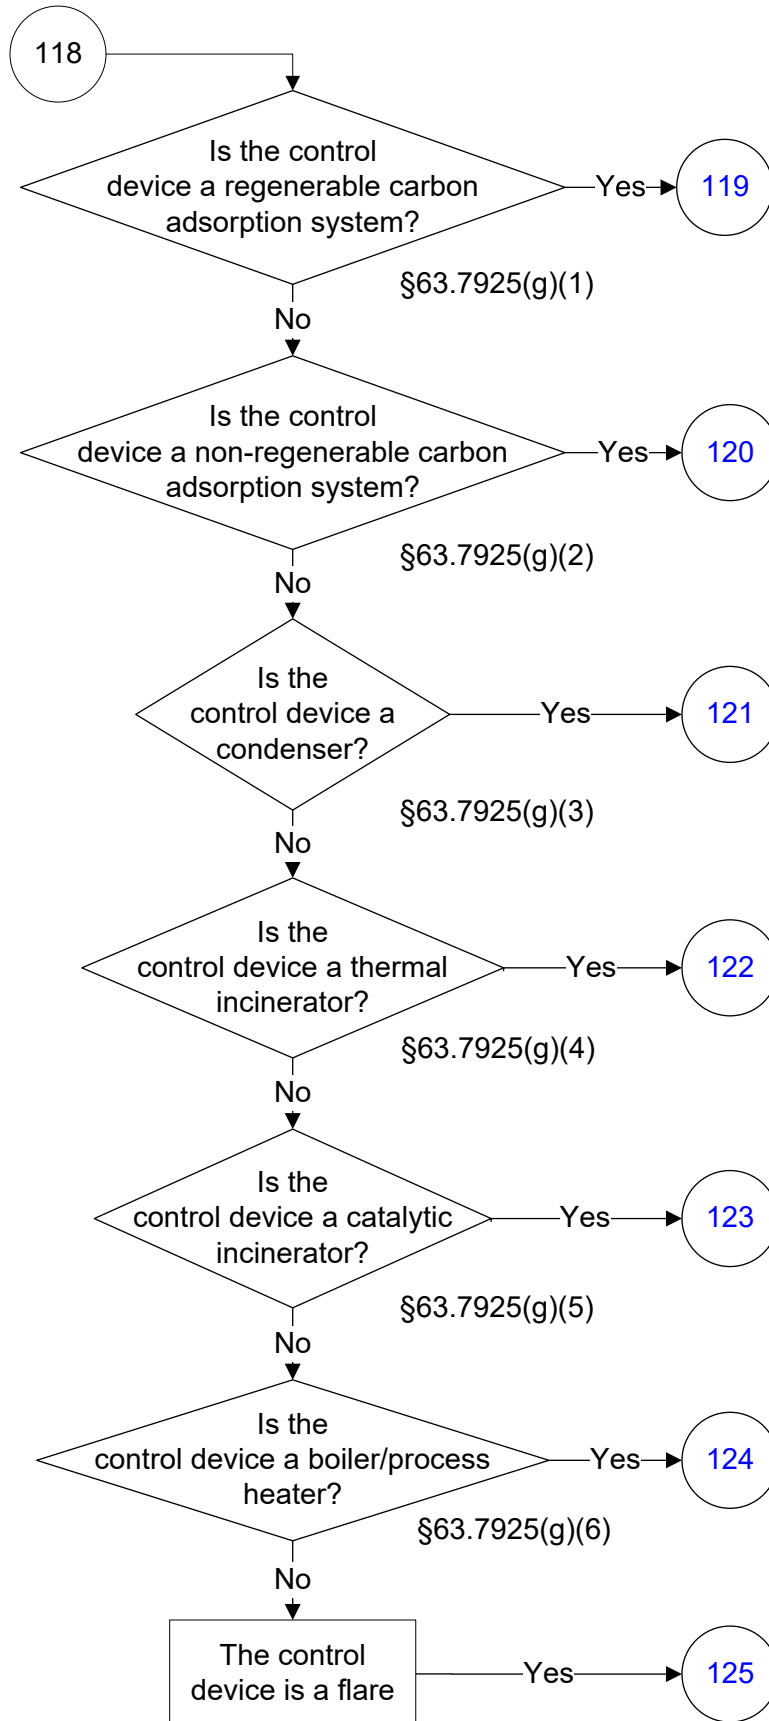 118
Is the control
device a regenerable carbon
adsorption system?
Yes
119
§63.7925(g)(1)
No
Is the control
device a non-regenerable carbon
adsorption system?
Yes
120
§63.7925(g)(2)
No
Is the
control device a
condenser?
Yes
121
§63.7925(g)(3)
No
Is the
control device a thermal
incinerator?
Yes
122
§63.7925(g)(4)
No
Is the
control device a catalytic
incinerator?
Yes
123
§63.7925(g)(5)
No
Is the
control device a boiler/process
heater?
Yes
124
§63.7925(g)(6)
No
The control
device is a flare
Yes
125